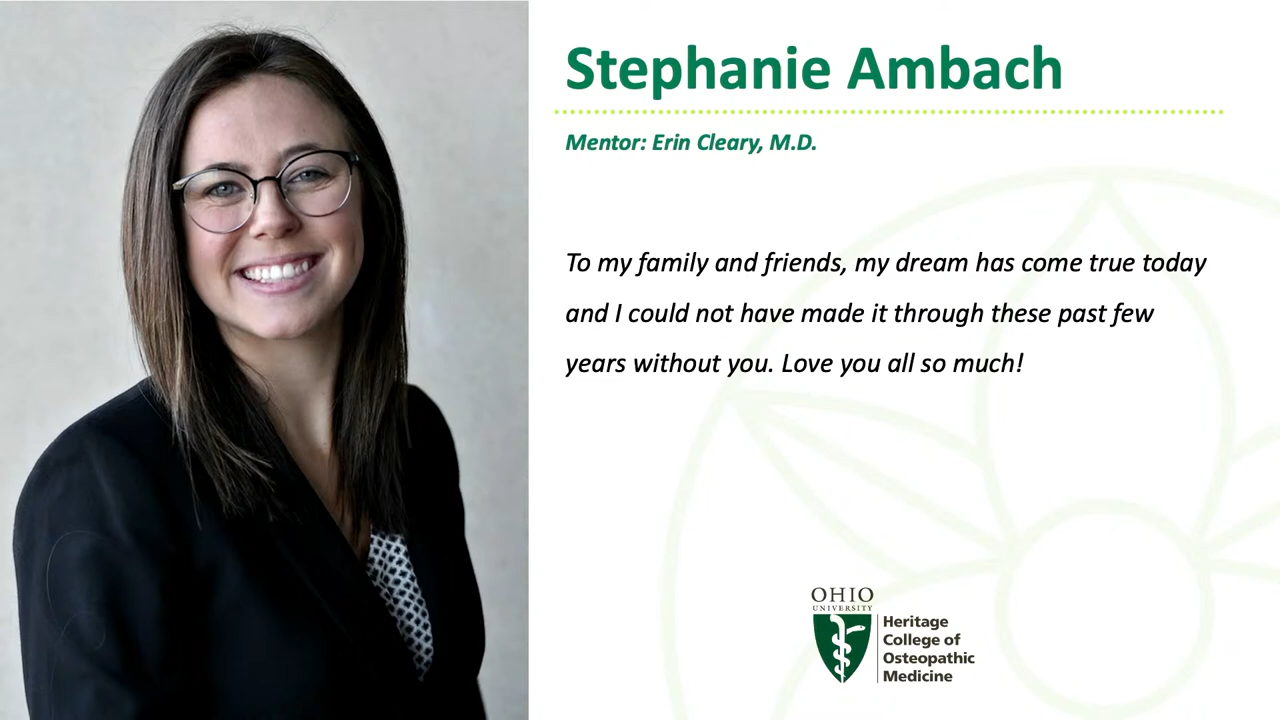 Stephanie Ambach
Mentor: Erin Cleary, M.D.
To my family and friends, my dream has come true today
and I could not have made it through these past few
years without you. Love you all so much!
OHIO
UNIVERSITY
Heritage
College of
Osteopathic
Medicine